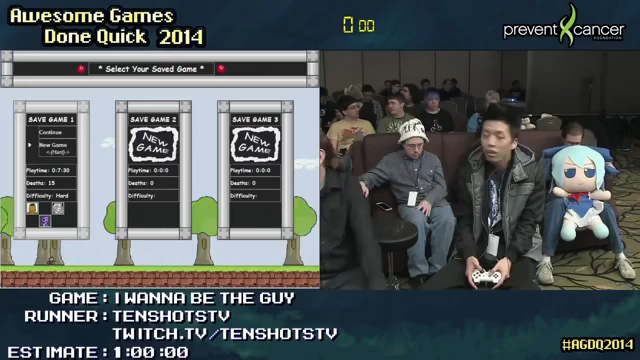 Awesome Games
Done Quick 2014
0:00
prevent cancer
FOUNDATION
* Select Your Saved Game *
SAVE GAME 1
Continue
New Game
<-(Hard)->
Playtime: 0:7:30
Deaths: 15
Difficulty: Hard
SAVE GAME 2
NEW GAME
Playtime: 0:0:0
Deaths: 0
Difficulty:
SAVE GAME 3
NEW GAME
Playtime: 0:0:0
Deaths: 0
Difficulty:
GAME : I WANNA BE THE GUY
RUNNER : TENSHOTSTV
TWITCH.TV/TENSHOTSTV
ESTIMATE : 1:00:00
#AGDQ2014